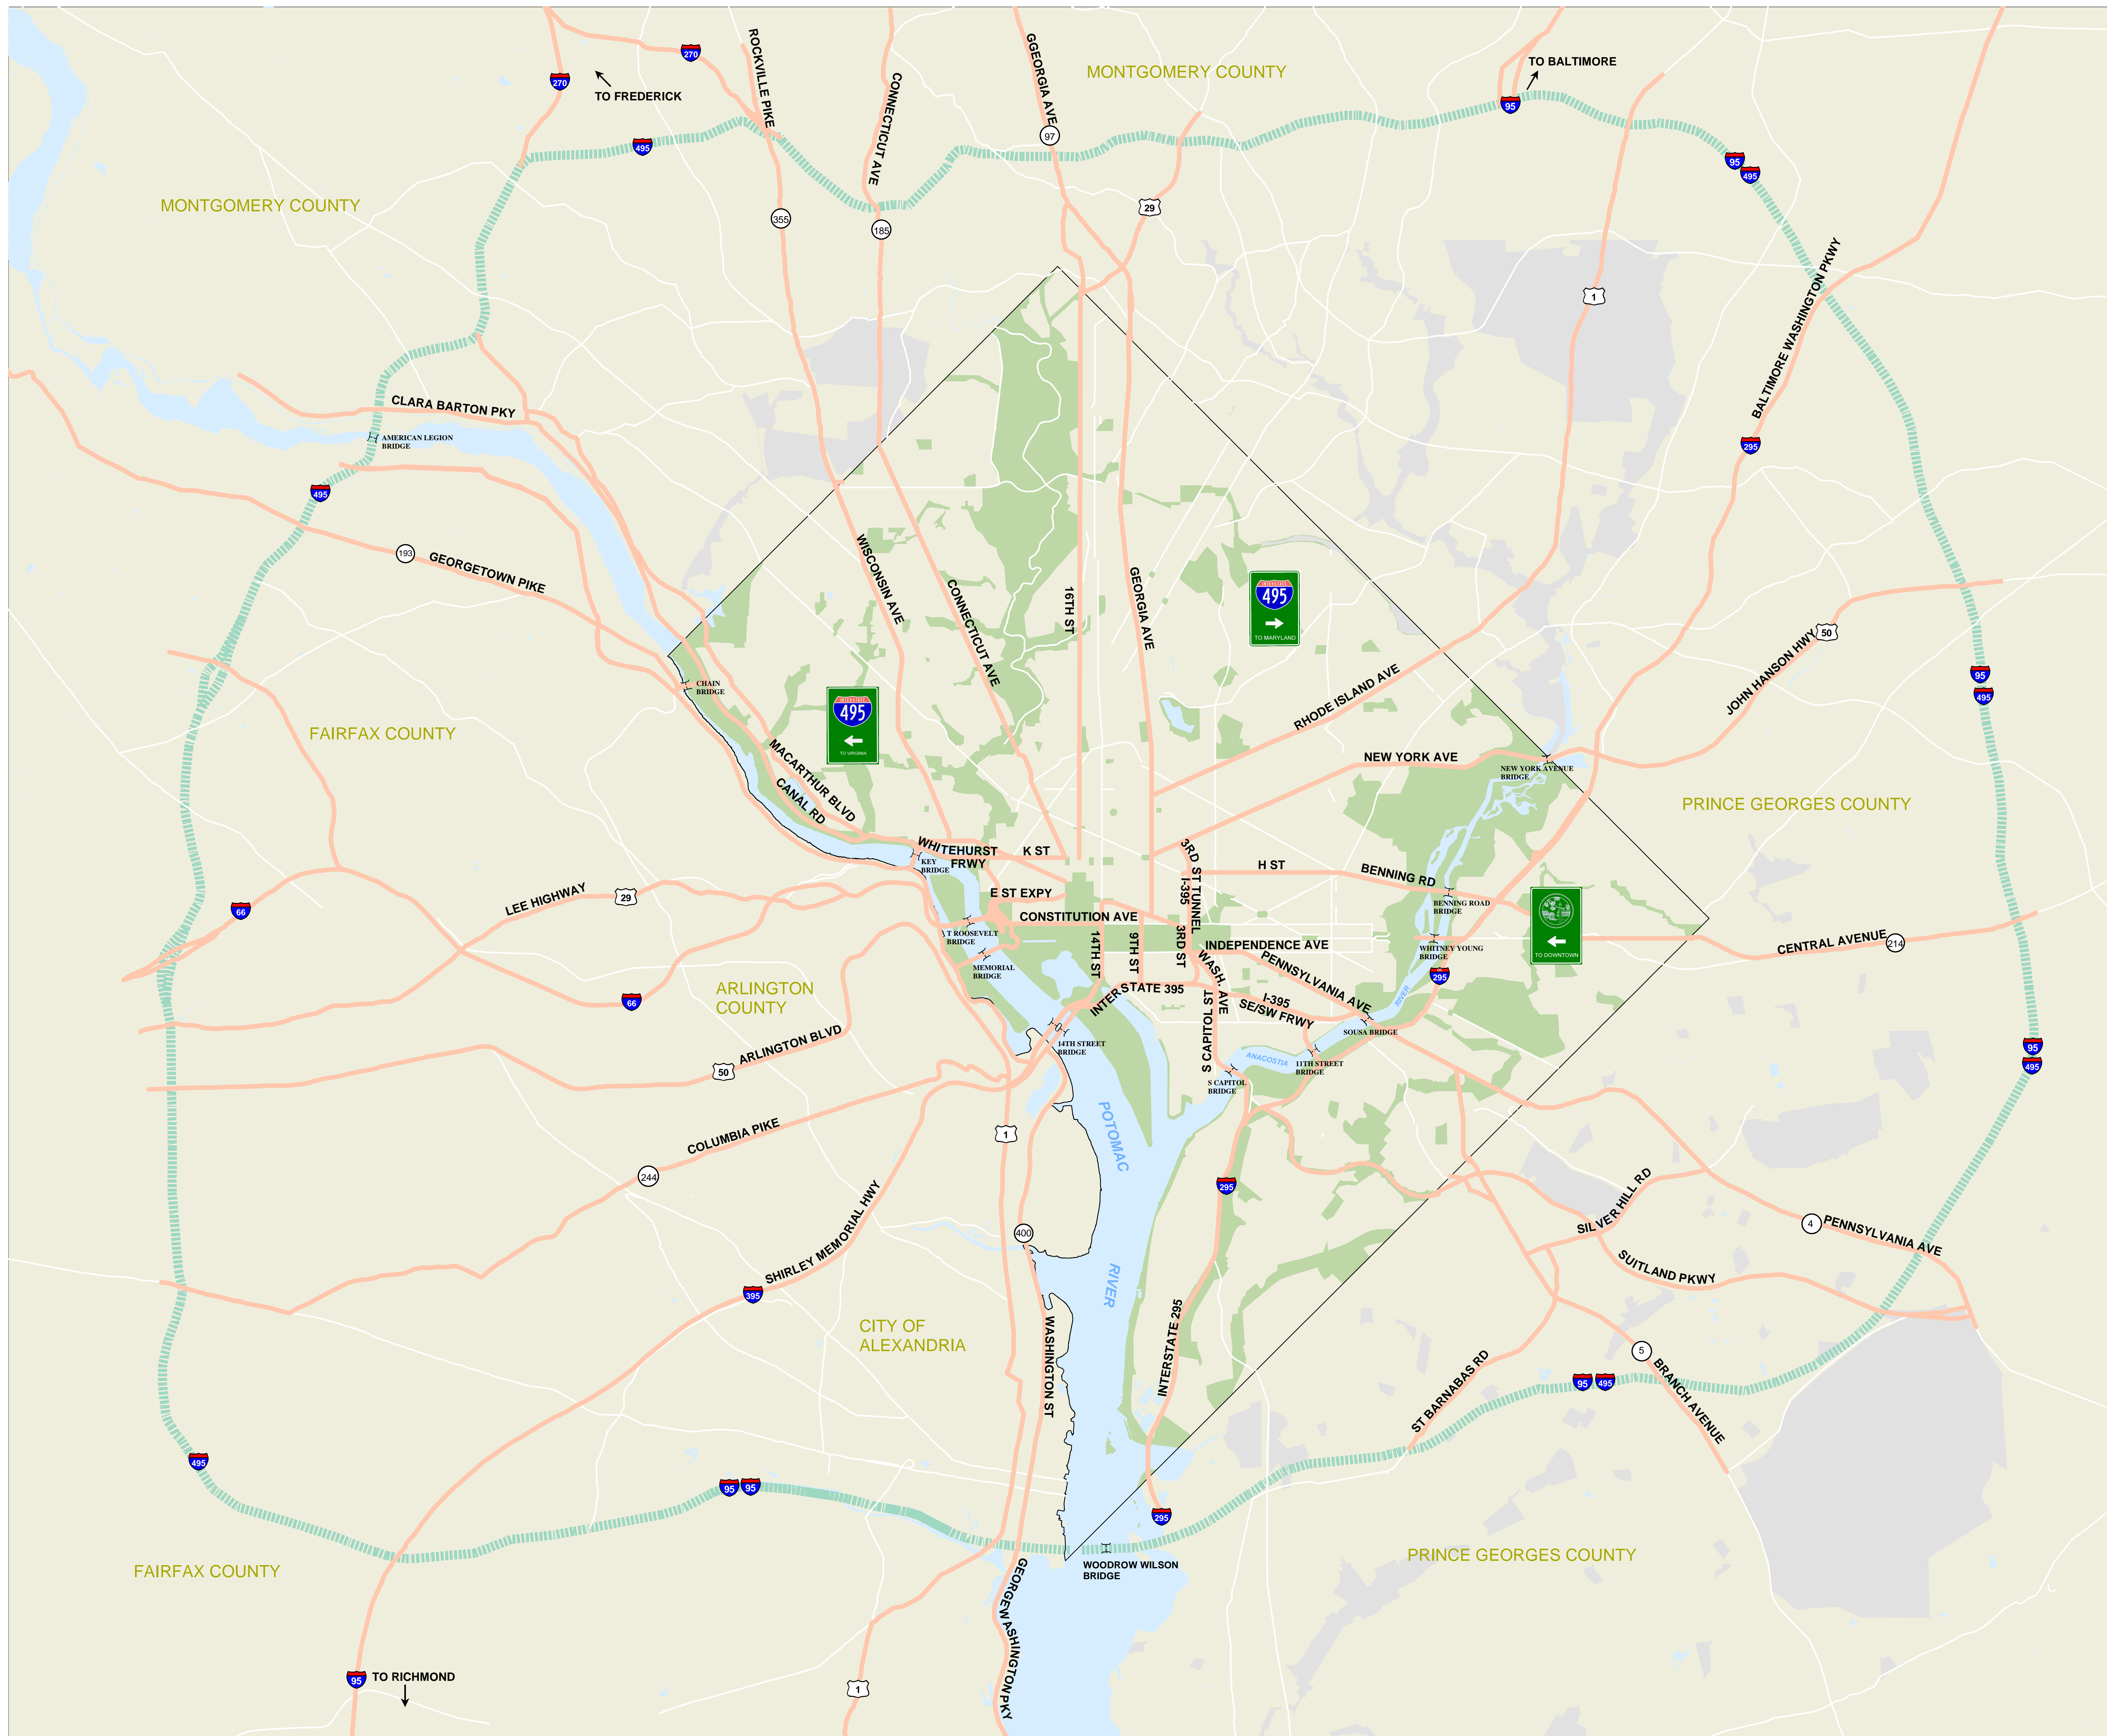 270
270
TO FREDERICK
ROCKVILLE PIKE
CONNECTICUT AVE
GGEORGIA AVE
MONTGOMERY COUNTY
TO BALTIMORE
95
97
495
95
495
MONTGOMERY COUNTY
355
185
29
1
BALTIMORE WASHINGTON PKWY
295
CLARA BARTON PKY
AMERICAN LEGION
BRIDGE
495
193
GEORGETOWN PIKE
WISCONSIN AVE
CONNECTICUT AVE
16TH ST
GEORGIA AVE
INTERSTATE
495
TO MARYLAND
RHODE ISLAND AVE
JOHN HANSON HWY
50
95
495
CHAIN
BRIDGE
495
TO VIRGINIA
FAIRFAX COUNTY
MACARTHUR BLVD
CANAL RD
NEW YORK AVE
NEW YORK AVENUE
BRIDGE
PRINCE GEORGES COUNTY
WHITEHURST
FRWY
K ST
KEY
BRIDGE
3RD ST TUNNEL
I-395
H ST
BENNING RD
BENNING ROAD
BRIDGE
E ST EXPY
LEE HIGHWAY
29
66
CONSTITUTION AVE
T ROOSEVELT
BRIDGE
14TH ST
9TH ST
3RD ST
INDEPENDENCE AVE
WHITNEY YOUNG
BRIDGE
TO DOWNTOWN
CENTRAL AVENUE
214
MEMORIAL
BRIDGE
WASH. AVE
PENNSYLVANIA AVE
295
RIVER
ARLINGTON
COUNTY
66
INTERSTATE 395
I-395
SE/SW FRWY
SOUSA BRIDGE
S CAPITOL ST
14TH STREET
BRIDGE
ANACOSTIA
11TH STREET
BRIDGE
S CAPITOL
BRIDGE
ARLINGTON BLVD
50
95
495
COLUMBIA PIKE
244
1
POTOMAC
RIVER
295
SHIRLEY MEMORIAL HWY
395
400
SILVER HILL RD
4
PENNSYLVANIA AVE
SUITLAND PKWY
CITY OF
ALEXANDRIA
WASHINGTON ST
INTERSTATE 295
ST BARNABAS RD
5
BRANCH AVENUE
95
495
495
95
95
295
WOODROW WILSON
BRIDGE
FAIRFAX COUNTY
PRINCE GEORGES COUNTY
GEORGEWASHINGTONPKY
95
TO RICHMOND
1